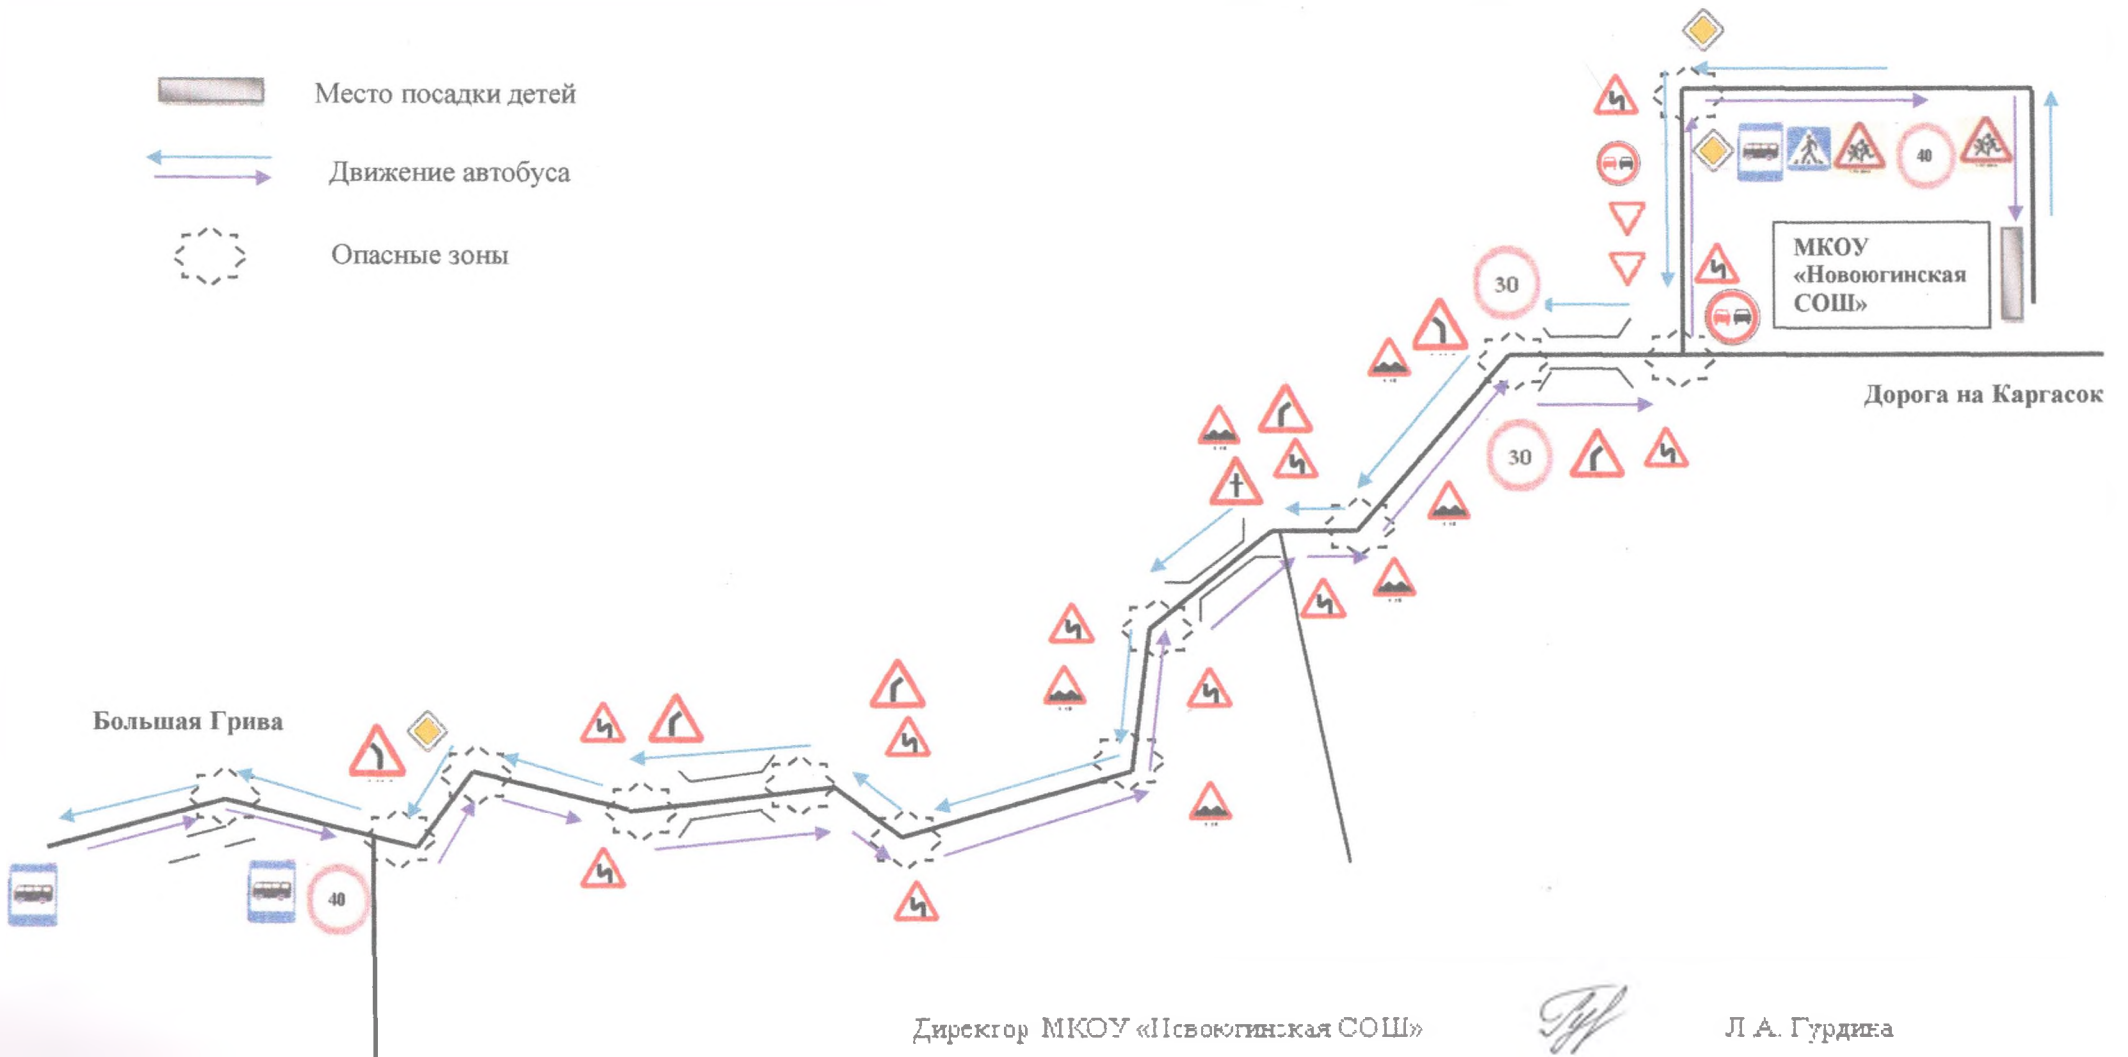 Место посадки детей
Движение автобуса
Опасные зоны
40
МКОУ
«Новоюгинская
СОШ»
30
Дорога на Каргасок
30
Большая Грива
40
Директор МКОУ «Новоюгинская СОШ»
Л.А. Гурдина